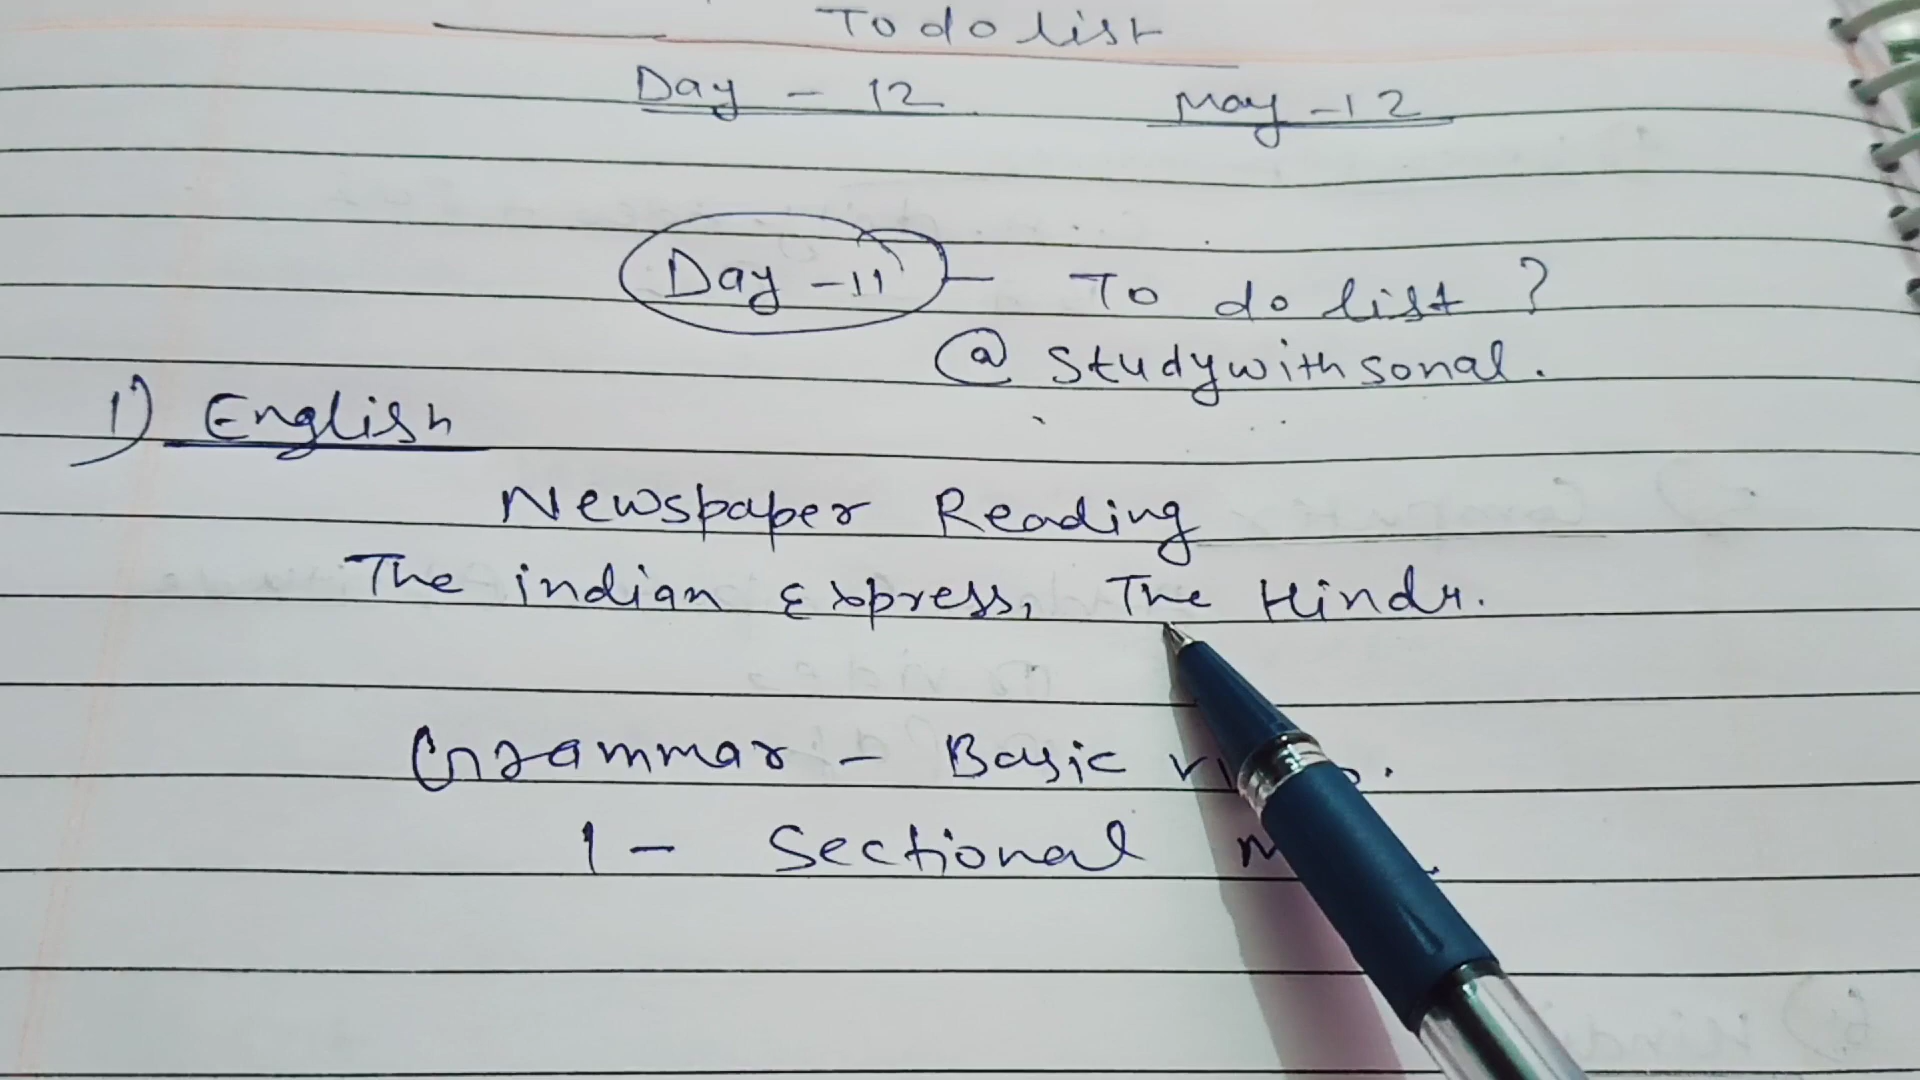 To do list
Day - 12 May - 12
Day - 11 - To do list ?
@ studywithsonal.
1) English
Newspaper Reading
The indian Express, The Hindu.
Grammar - Basic
1 - Sectional